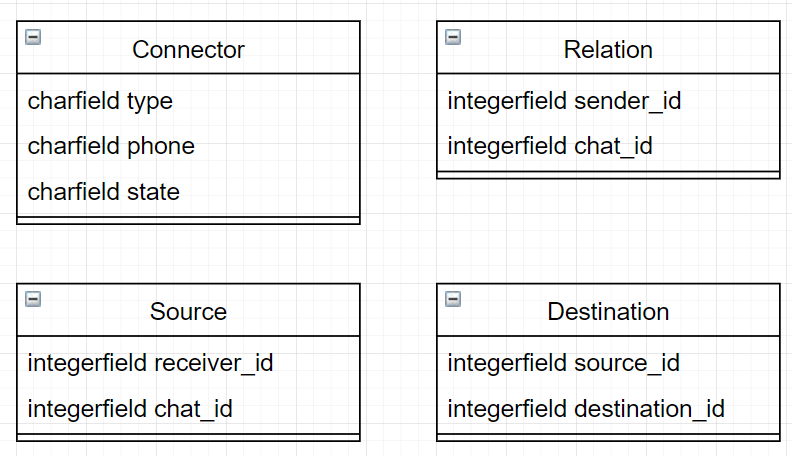 Connector
charfield type
charfield phone
charfield state
Relation
integerfield sender_id
integerfield chat_id
Source
integerfield receiver_id
integerfield chat_id
Destination
integerfield source_id
integerfield destination_id